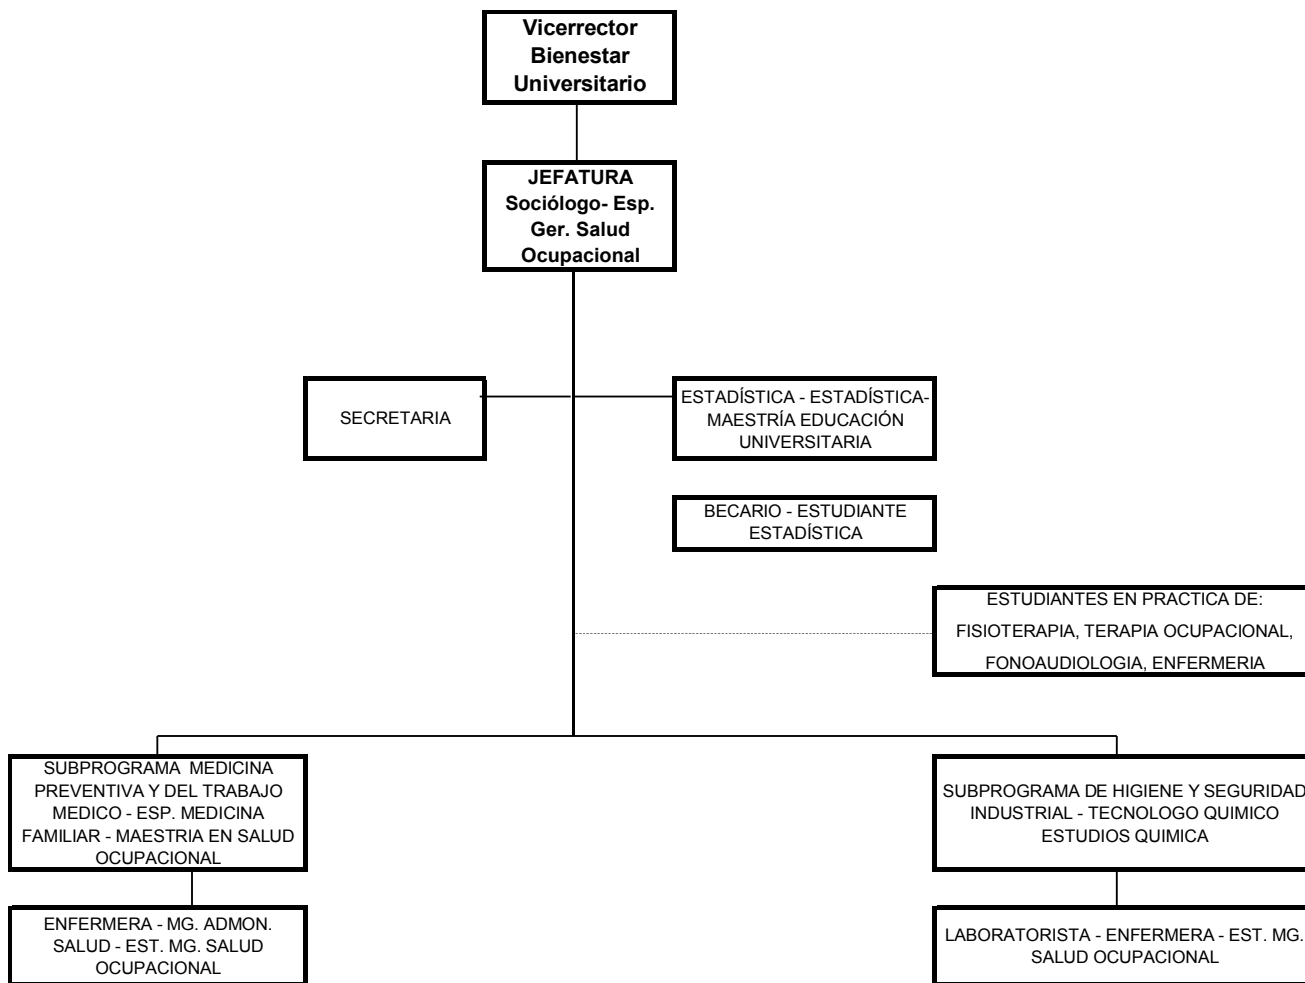 Vicerrector
Bienestar
Universitario
JEFATURA
Sociólogo- Esp.
Ger. Salud
Ocupacional
SECRETARIA
ESTADÍSTICA - ESTADÍSTICA-
MAESTRÍA EDUCACIÓN
UNIVERSITARIA
BECARIO - ESTUDIANTE
ESTADÍSTICA
ESTUDIANTES EN PRACTICA DE:
FISIOTERAPIA, TERAPIA OCUPACIONAL,
FONOAUDIOLOGIA, ENFERMERIA
SUBPROGRAMA MEDICINA
PREVENTIVA Y DEL TRABAJO
MEDICO - ESP. MEDICINA
FAMILIAR - MAESTRIA EN SALUD
OCUPACIONAL
SUBPROGRAMA DE HIGIENE Y SEGURIDAD
INDUSTRIAL - TECNOLOGO QUIMICO
ESTUDIOS QUIMICA
ENFERMERA - MG. ADMON.
SALUD - EST. MG. SALUD
OCUPACIONAL
LABORATORISTA - ENFERMERA - EST. MG.
SALUD OCUPACIONAL